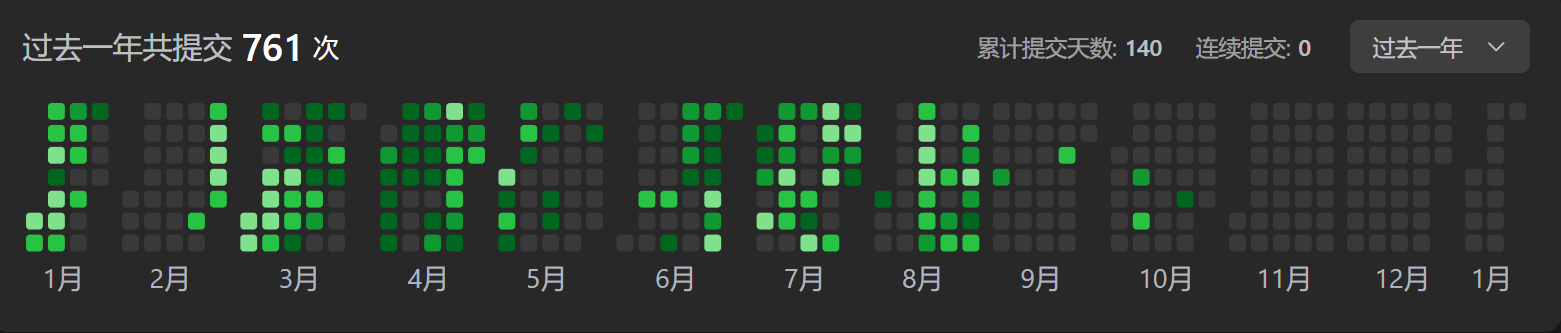 过去一年共提交 761 次
累计提交天数: 140 连续提交: 0 过去一年
1月 2月 3月 4月 5月 6月 7月 8月 9月 10月 11月 12月 1月